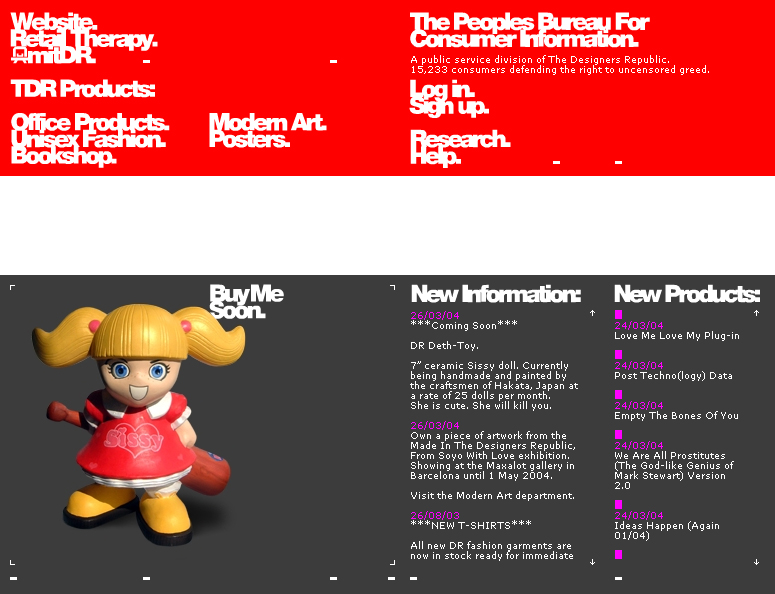 Website.
Retail Therapy.
AmitDR.
TDR Products:
Office Products.
Unisex Fashion.
Bookshop.
Modern Art.
Posters.
The Peoples Bureau For
Consumer Information.
A public service division of The Designers Republic.
15,233 consumers defending the right to uncensored greed.
Log in.
Sign up.
Research.
Help.
Buy Me
Soon.
Sissy
New Information:
26/03/04
***Coming Soon***
DR Deth-Toy.
7” ceramic Sissy doll. Currently
being handmade and painted by
the craftsmen of Hakata, Japan at
a rate of 25 dolls per month.
She is cute. She will kill you.
26/03/04
Own a piece of artwork from the
Made In The Designers Republic,
From Soyo With Love exhibition.
Showing at the Maxalot gallery in
Barcelona until 1 May 2004.
Visit the Modern Art department.
26/08/03
***NEW T-SHIRTS***
All new DR fashion garments are
now in stock ready for immediate
New Products:
24/03/04
Love Me Love My Plug-in
24/03/04
Post Techno(logy) Data
24/03/04
Empty The Bones Of You
24/03/04
We Are All Prostitutes
(The God-like Genius of
Mark Stewart) Version
2.0
24/03/04
Ideas Happen (Again
01/04)